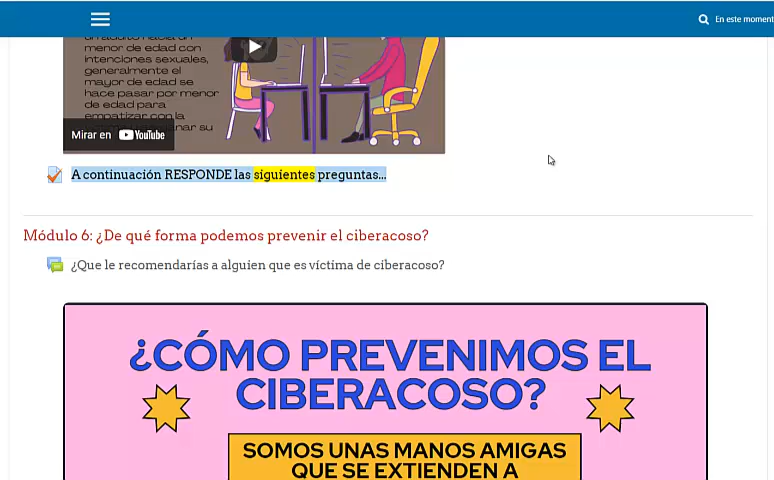 En este moment
menor de edad con
intenciones sexuales,
generalmente el
mayor de edad se
hace pasar por menor
de edad para
empatizar con la
Mirar en YouTube
su
A continuación RESPONDE las siguientes preguntas...
Módulo 6: ¿De qué forma podemos prevenir el ciberacoso?
¿Que le recomendarías a alguien que es víctima de ciberacoso?
¿CÓMO PREVENIMOS EL
CIBERACOSO?
SOMOS UNAS MANOS AMIGAS
QUE SE EXTIENDEN A